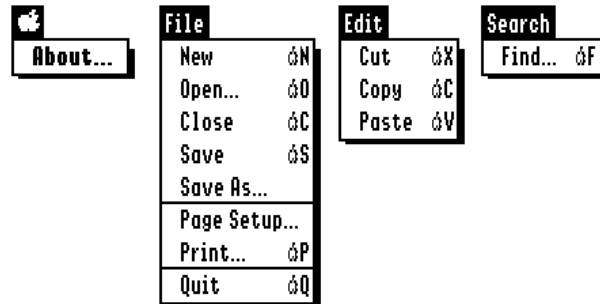 About...
File
New N
Open... O
Close C
Save S
Save As...
Page Setup...
Print... P
Quit Q
Edit
Cut X
Copy C
Paste V
Search
Find... F